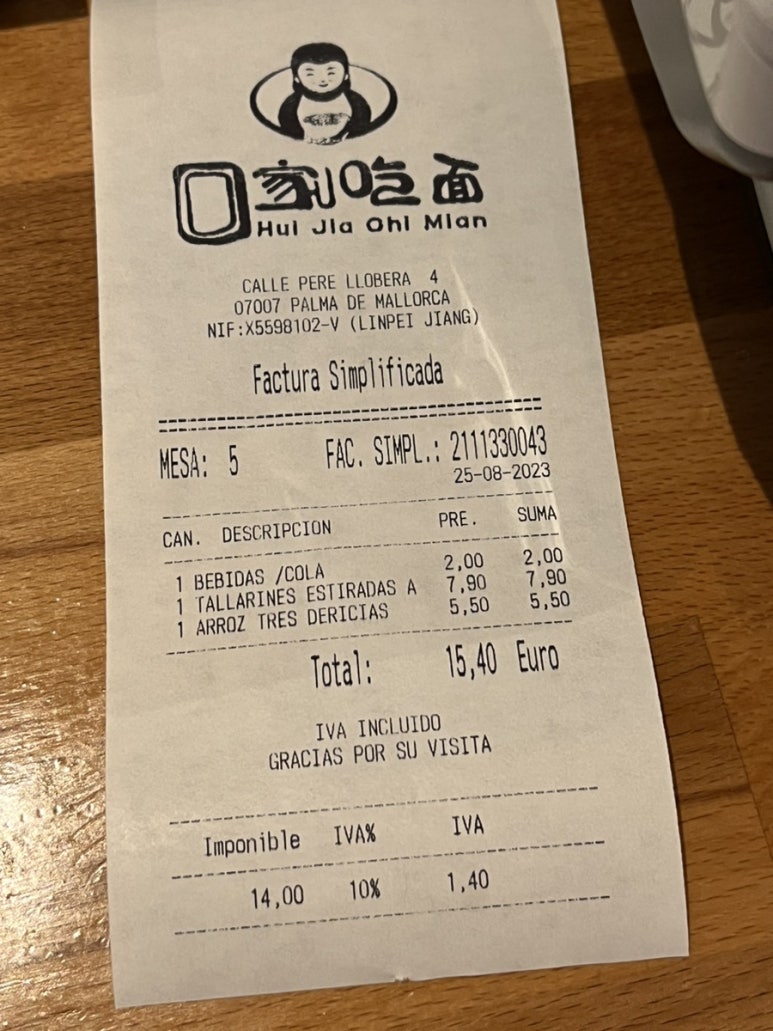 回家吃面
Hui Jia Chi Mian
CALLE PERE LLOBERA 4
07007 PALMA DE MALLORCA
NIF:X5598102-V (LINPEI JIANG)
Factura Simplificada
MESA: 5 FAC. SIMPL.: 2111330043
25-08-2023
CAN. DESCRIPCION PRE. SUMA
1 BEBIDAS /COLA 2,00 2,00
1 TALLARINES ESTIRADAS A 7,90 7,90
1 ARROZ TRES DERICIAS 5,50 5,50
Total: 15,40 Euro
IVA INCLUIDO
GRACIAS POR SU VISITA
Imponible IVA% IVA
14,00 10% 1,40